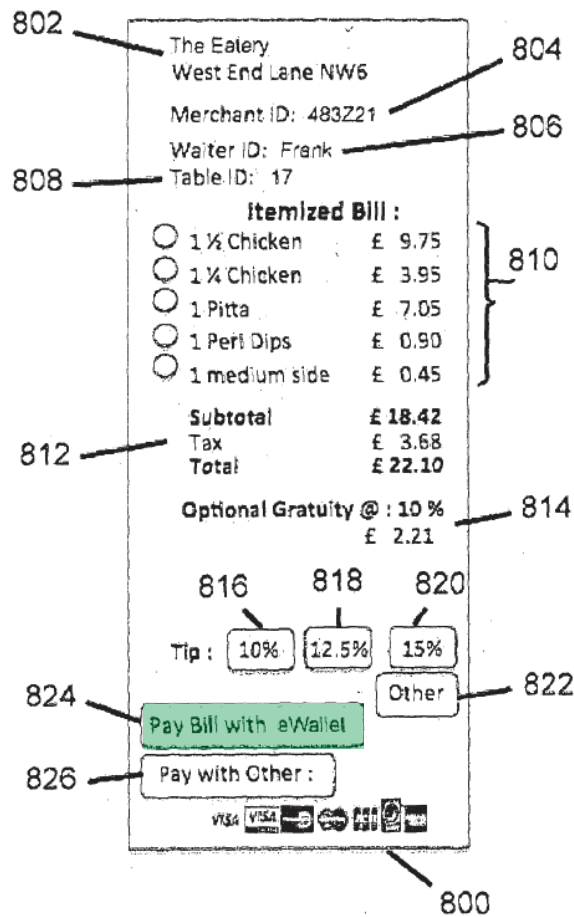 802
The Eatery
West End Lane NW6
804
Merchant ID: 483Z21
806
Waiter ID: Frank
808
Table ID: 17
Itemized Bill :
1 ½ Chicken £ 9.75
810
1 ¼ Chicken £ 3.95
1 Pitta £ 7.05
1 Peri Dips £ 0.90
1 medium side £ 0.45
Subtotal £ 18.42
812
Tax £ 3.68
Total £ 22.10
Optional Gratuity @ : 10 %
814
£ 2.21
816 818 820
Tip : 10% 12.5% 15%
Other 822
824
Pay Bill with eWallet
826
Pay with Other :
VISA VISA
800